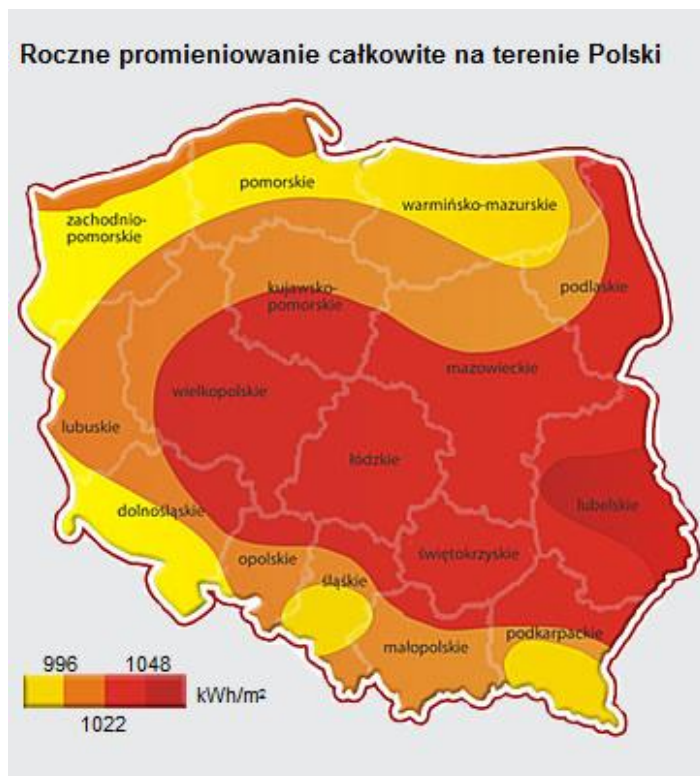 Roczne promieniowanie całkowite na terenie Polski
pomorskie
warmińsko-mazurskie
zachodnio-
pomorskie
kujawsko-
pomorskie
podlaskie
mazowieckie
wielkopolskie
lubuskie
łódzkie
lubelskie
dolnośląskie
świętokrzyskie
opolskie
śląskie
podkarpackie
małopolskie
996 1048
kWh/m²
1022